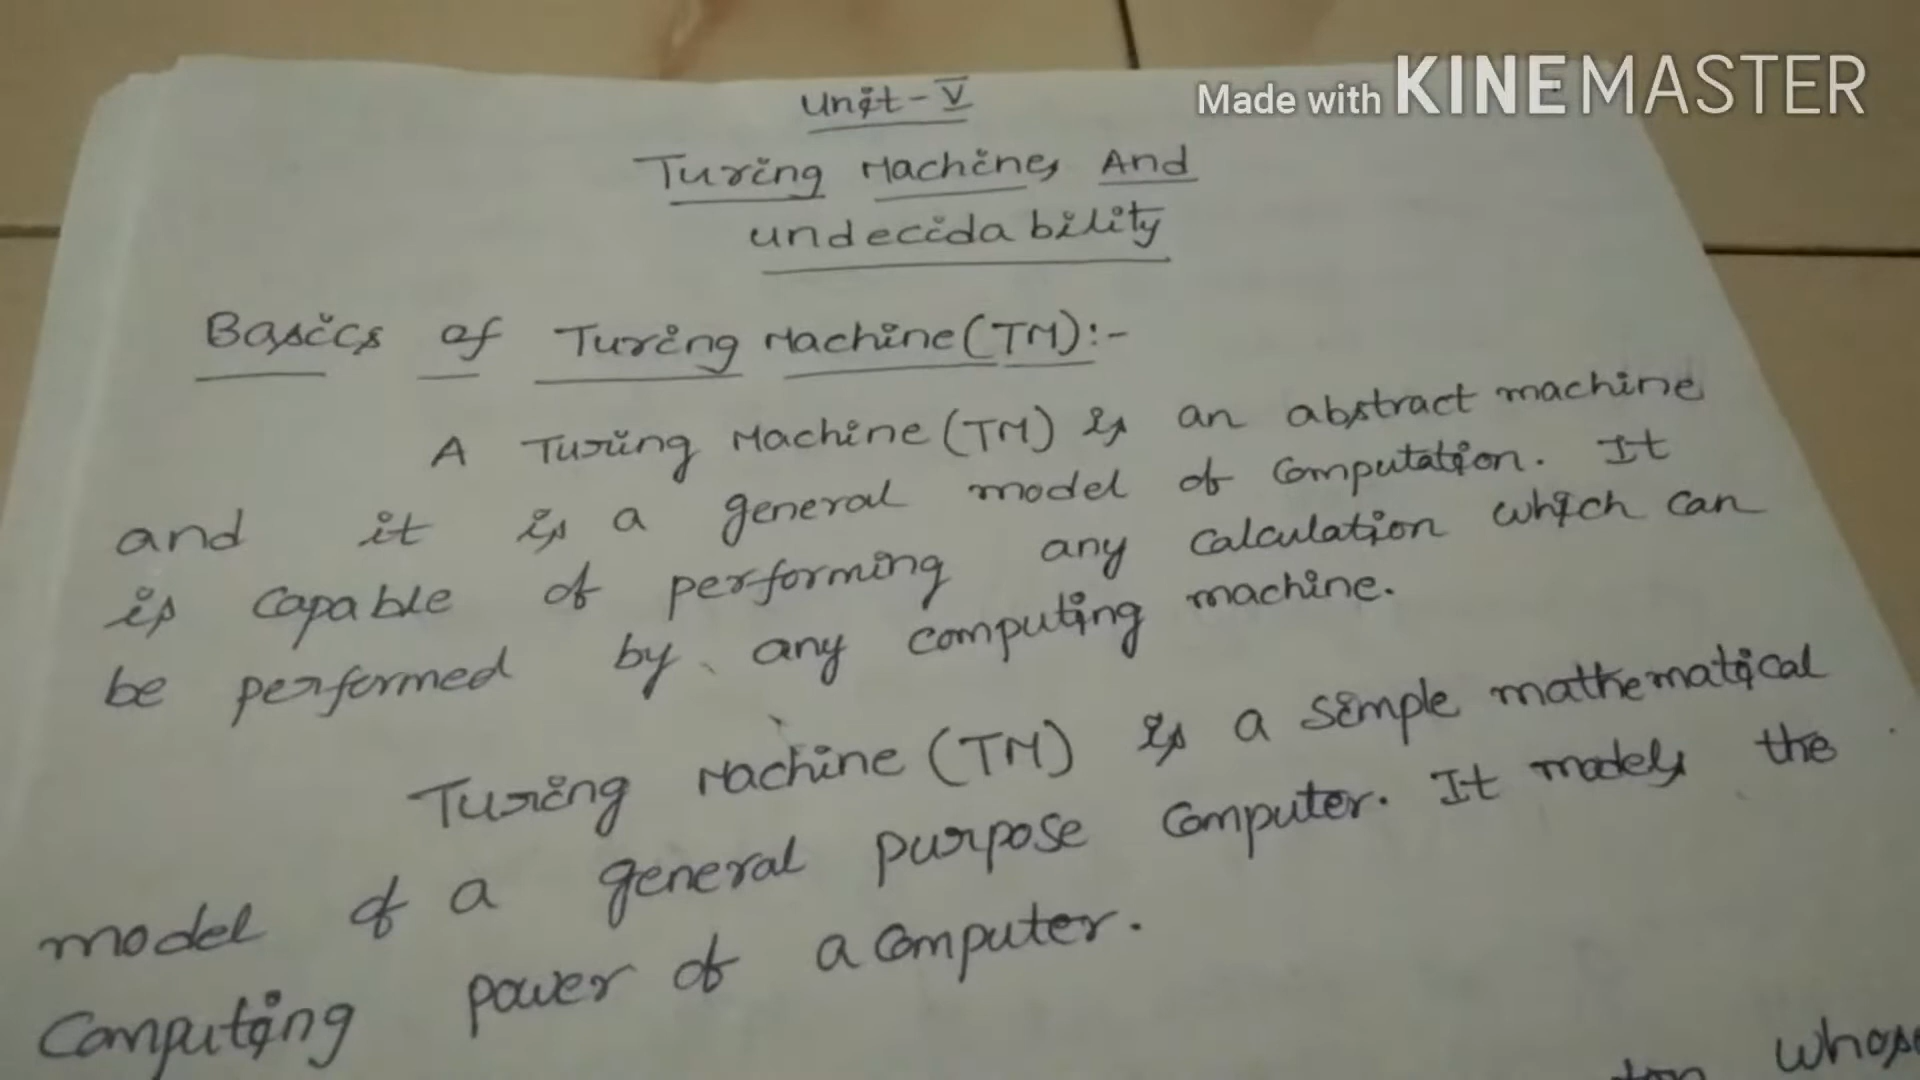 Made with KINEMASTER
Unit-V
Turing Machines And
undecidability
Basics of Turing Machine(TM):-
A Turing Machine (TM) is an abstract machine
and it is a general model of computation. It
is capable of performing any calculation which can
be performed by any computing machine.
Turing Machine (TM) is a simple mathematical
model of a general purpose computer. It models the
computing power of a computer.
whose